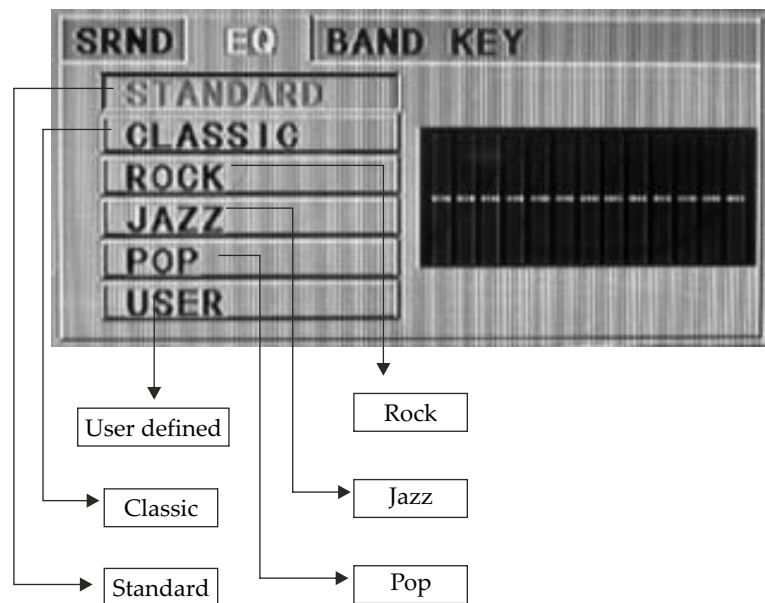 SRND EQ BAND KEY
STANDARD
CLASSIC
ROCK
JAZZ
POP
USER
User defined
Rock
Classic
Jazz
Standard
Pop